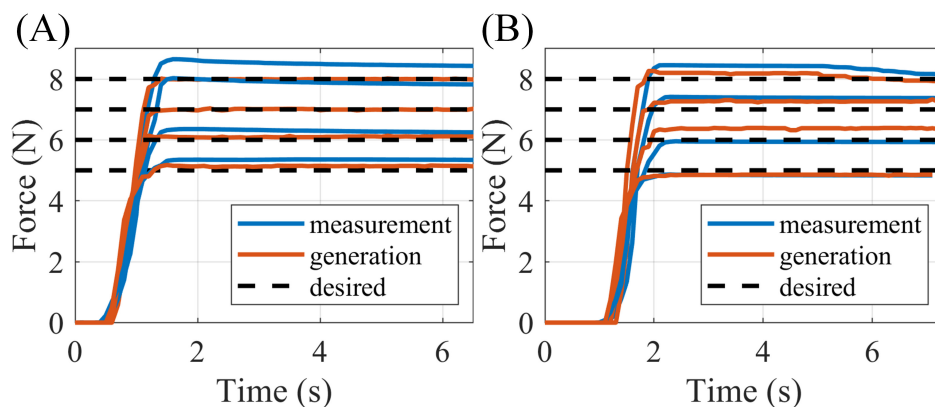 (A)
Force (N)
8
6
4
2
0
measurement
generation
desired
0 2 4 6
Time (s)
(B)
Force (N)
8
6
4
2
0
measurement
generation
desired
0 2 4 6
Time (s)